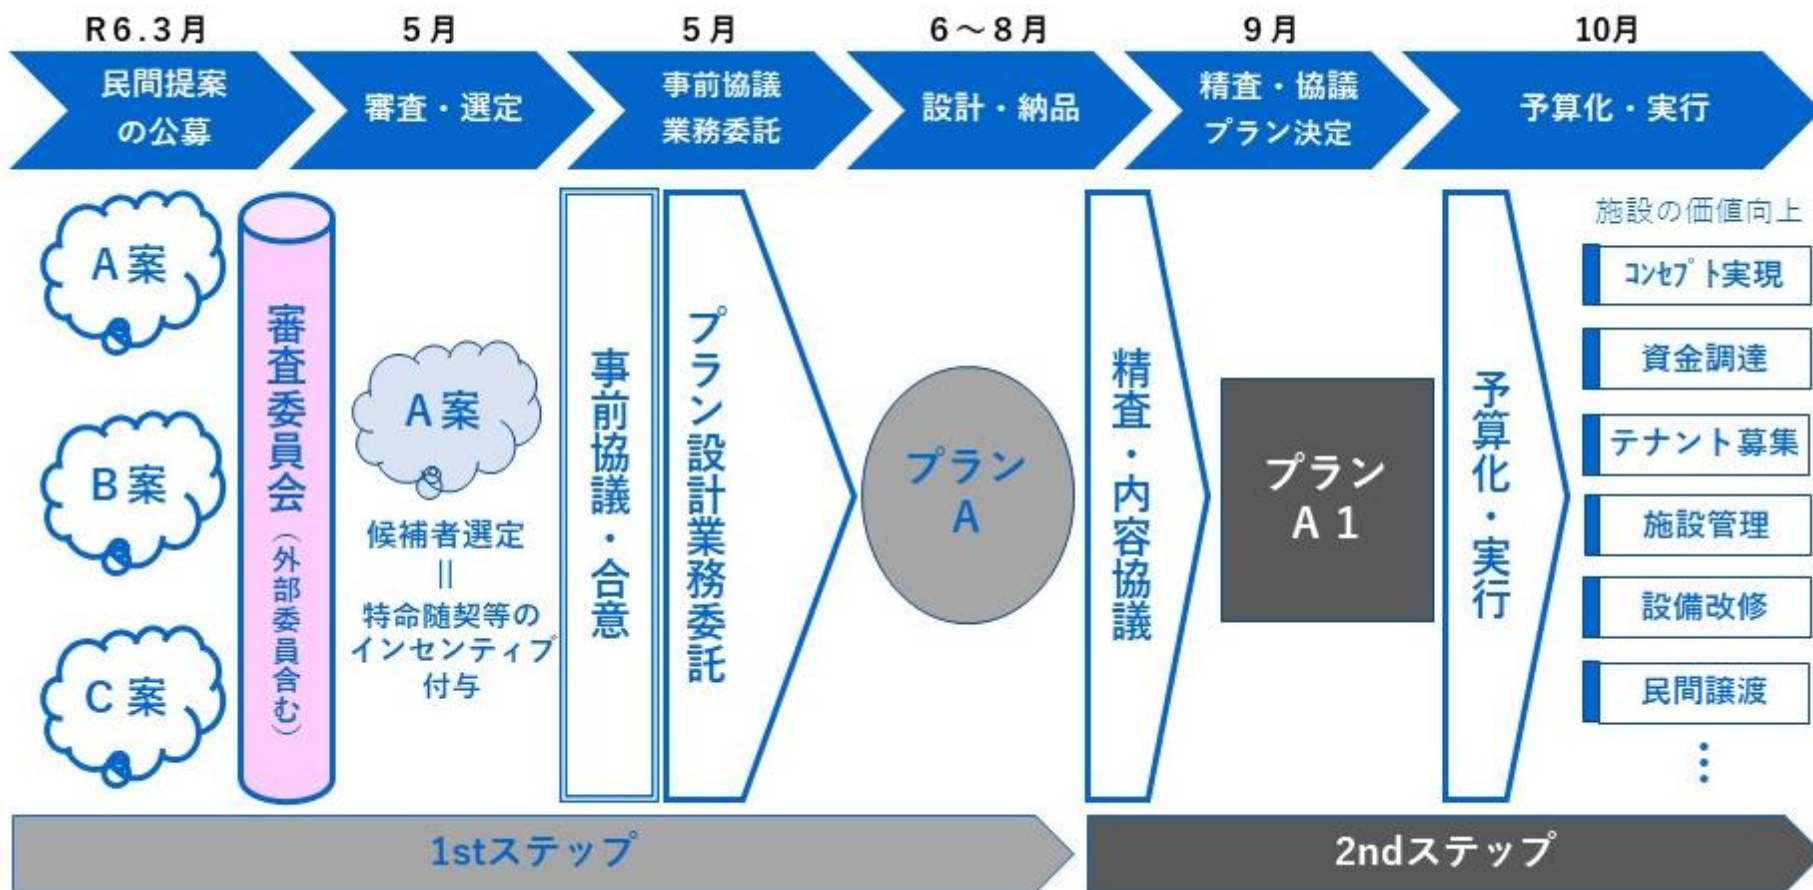 R6.3月
5月
5月
6～8月
9月
10月
民間提案
の公募
審査・選定
事前協議
業務委託
設計・納品
精査・協議
プラン決定
予算化・実行
A案
B案
C案
審査委員会（外部委員含む）
A案
候補者選定
||
特命随契等の
インセンティブ
付与
事前協議・合意
プラン設計業務委託
プラン
A
精査・内容協議
プラン
A1
予算化・実行
施設の価値向上
ｺﾝｾﾌﾟﾄ実現
資金調達
テナント募集
施設管理
設備改修
民間譲渡
⋮
1stステップ
2ndステップ